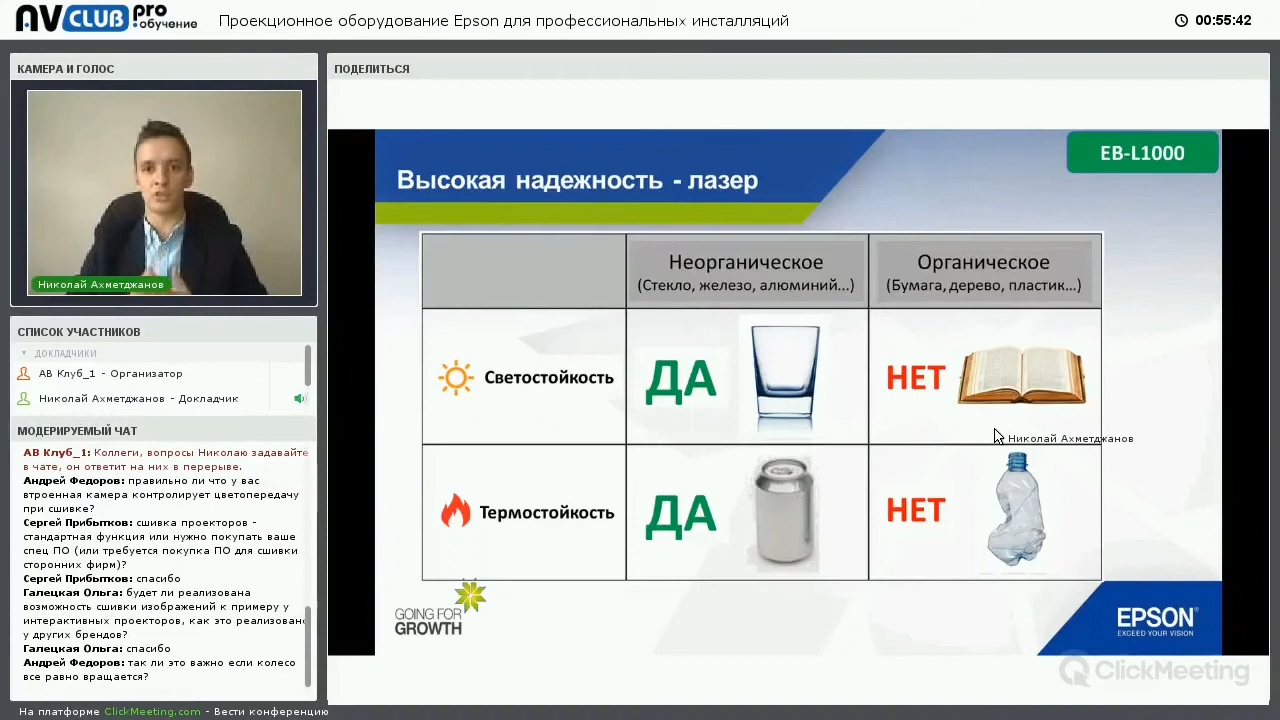 AV CLUB pro
обучение
Проекционное оборудование Epson для профессиональных инсталляций
00:55:42
КАМЕРА И ГОЛОС
Николай Ахметджанов
СПИСОК УЧАСТНИКОВ
ДОКЛАДЧИКИ
АВ Клуб_1 - Организатор
Николай Ахметджанов - Докладчик
МОДЕРИРУЕМЫЙ ЧАТ
АВ Клуб_1: Коллеги, вопросы Николаю задавайте
в чате, он ответит на них в перерыве.
Андрей Федоров: правильно ли что у вас
втроенная камера контролирует цветопередачу
при сшивке?
Сергей Прибытков: сшивка проекторов -
стандартная функция или нужно покупать ваше
спец ПО (или требуется покупка ПО для сшивки
сторонних фирм)?
Сергей Прибытков: спасибо
Галецкая Ольга: будет ли реализована
возможность сшивки изображений к примеру у
интерактивных проекторов, как это реализовано
у других брендов?
Галецкая Ольга: спасибо
Андрей Федоров: так ли это важно если колесо
все равно вращается?
ПОДЕЛИТЬСЯ
EB-L1000
Высокая надежность - лазер
Неорганическое
(Стекло, железо, алюминий...)
Органическое
(Бумага, дерево, пластик...)
Светостойкость
ДА
НЕТ
Николай Ахметджанов
Термостойкость
ДА
НЕТ
GOING FOR
GROWTH
EPSON
EXCEED YOUR VISION
ClickMeeting
На платформе ClickMeeting.com - Вести конференцию